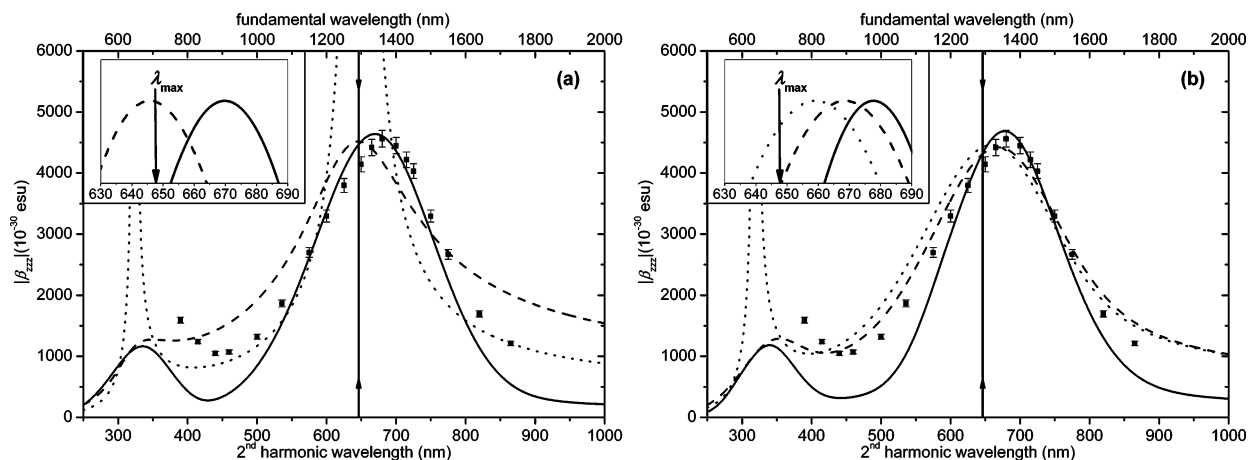 fundamental wavelength (nm)
600 800 1000 1200 1400 1600 1800 2000
6000
5000
4000
3000
2000
1000
0
|βzzz|(10⁻³⁰ esu)
(a)
λmax
630 640 650 660 670 680 690
300 400 500 600 700 800 900 1000
2nd harmonic wavelength (nm)
fundamental wavelength (nm)
600 800 1000 1200 1400 1600 1800 2000
6000
5000
4000
3000
2000
1000
0
|βzzz|(10⁻³⁰ esu)
(b)
λmax
630 640 650 660 670 680 690
300 400 500 600 700 800 900 1000
2nd harmonic wavelength (nm)